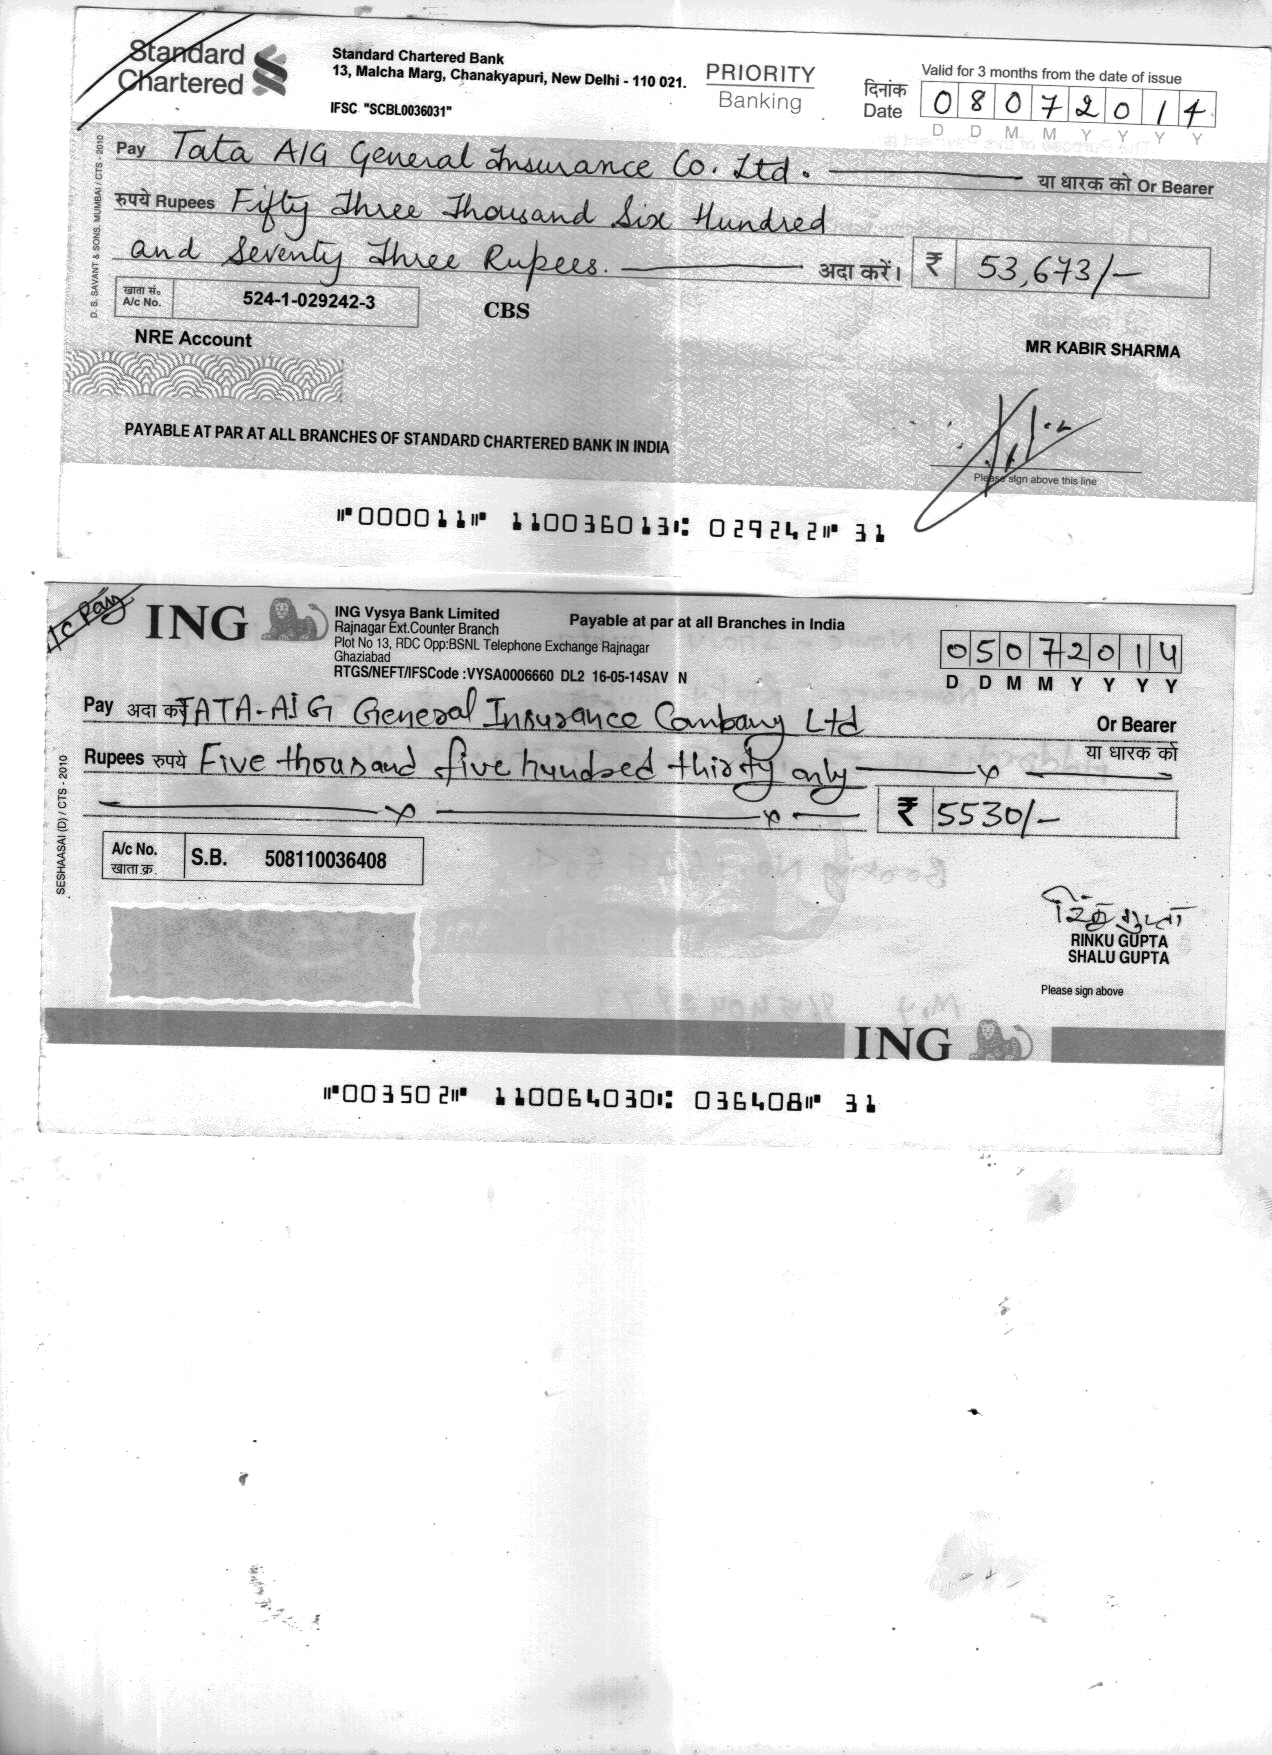 Standard
Chartered
Standard Chartered Bank
13, Malcha Marg, Chanakyapuri, New Delhi - 110 021.
IFSC "SCBL0036031"
PRIORITY
Banking
Valid for 3 months from the date of issue
दिनांक
Date 08072014
D D M M Y Y Y Y
Pay Tata AIG General Insurance Co. Ltd. या धारक को Or Bearer
रुपये Rupees Fifty Three Thousand Six Hundred
and Seventy Three Rupees. अदा करें। ₹ 53,673/-
खाता सं.
A/c No. 524-1-029242-3
CBS
NRE Account
MR KABIR SHARMA
PAYABLE AT PAR AT ALL BRANCHES OF STANDARD CHARTERED BANK IN INDIA
Please sign above this line
D. S. SAVANT & SONS, MUMBAI / CTS - 2010
⑈000011⑈ 110036013⑆ 029242⑈ 31
A/c Pay
ING
ING Vysya Bank Limited
Rajnagar Ext.Counter Branch
Plot No 13, RDC Opp:BSNL Telephone Exchange Rajnagar
Ghaziabad
RTGS/NEFT/IFSCode :VYSA0006660 DL2 16-05-14SAV N
Payable at par at all Branches in India
05072014
D D M M Y Y Y Y
Pay अदा करें TATA-AIG General Insurance Company Ltd Or Bearer
Rupees रुपये Five thousand five hundred thirty only या धारक को
₹ 5530/-
A/c No.
खाता क्र. S.B. 508110036408
रिंकु गुप्ता
RINKU GUPTA
SHALU GUPTA
Please sign above
SESHAASAI (D) / CTS - 2010
ING
⑈003502⑈ 110064030⑆ 036408⑈ 31